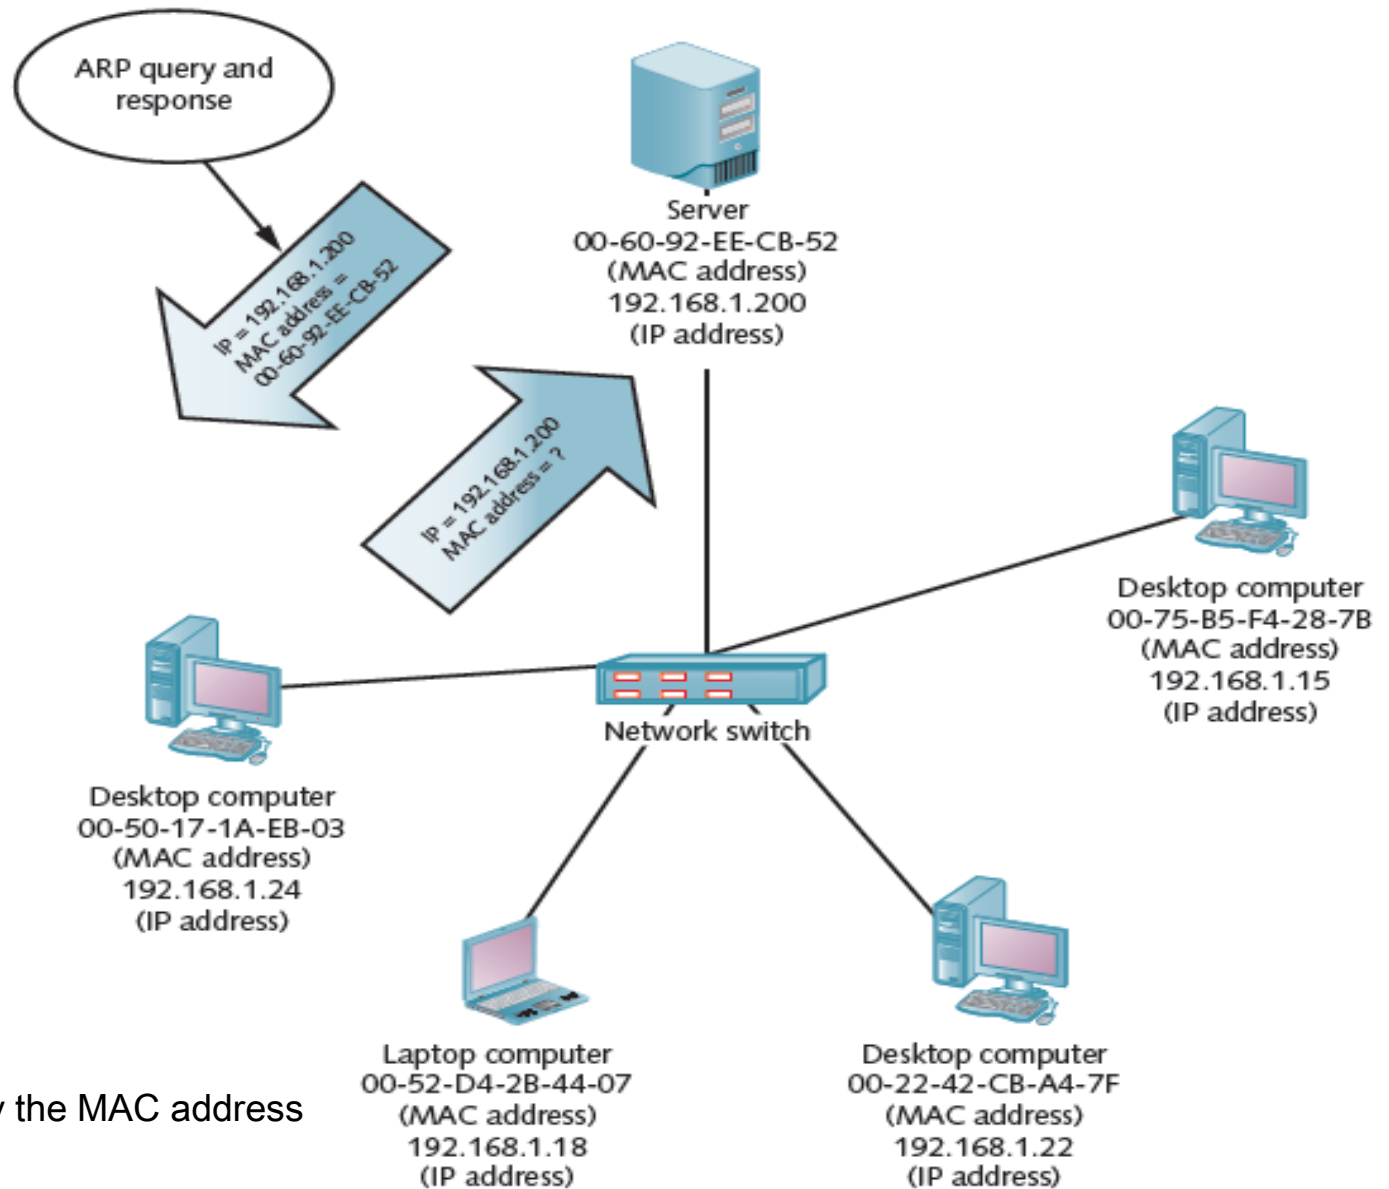 ARP query and
response
IP = 192.168.1.200
MAC address =
00-60-92-EE-CB-52
IP = 192.168.1.200
MAC address = ?
Server
00-60-92-EE-CB-52
(MAC address)
192.168.1.200
(IP address)
Desktop computer
00-75-B5-F4-28-7B
(MAC address)
192.168.1.15
(IP address)
Network switch
Desktop computer
00-50-17-1A-EB-03
(MAC address)
192.168.1.24
(IP address)
Laptop computer
00-52-D4-2B-44-07
(MAC address)
192.168.1.18
(IP address)
Desktop computer
00-22-42-CB-A4-7F
(MAC address)
192.168.1.22
(IP address)
the MAC address